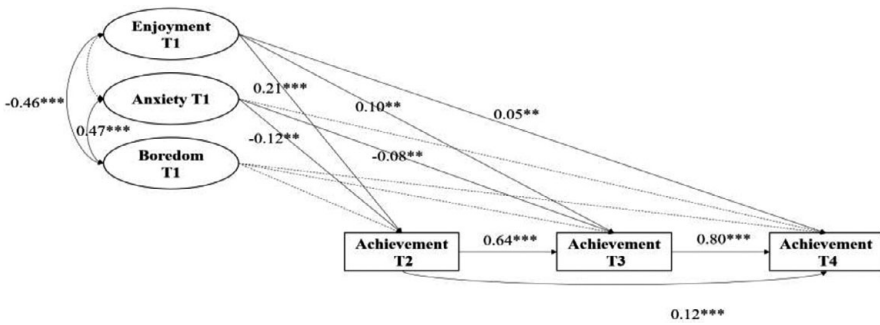 Enjoyment
T1
-0.46***
Anxiety T1
0.47***
Boredom
T1
0.21***
0.10**
0.05**
-0.12**
-0.08**
Achievement
T2
0.64***
Achievement
T3
0.80***
Achievement
T4
0.12***